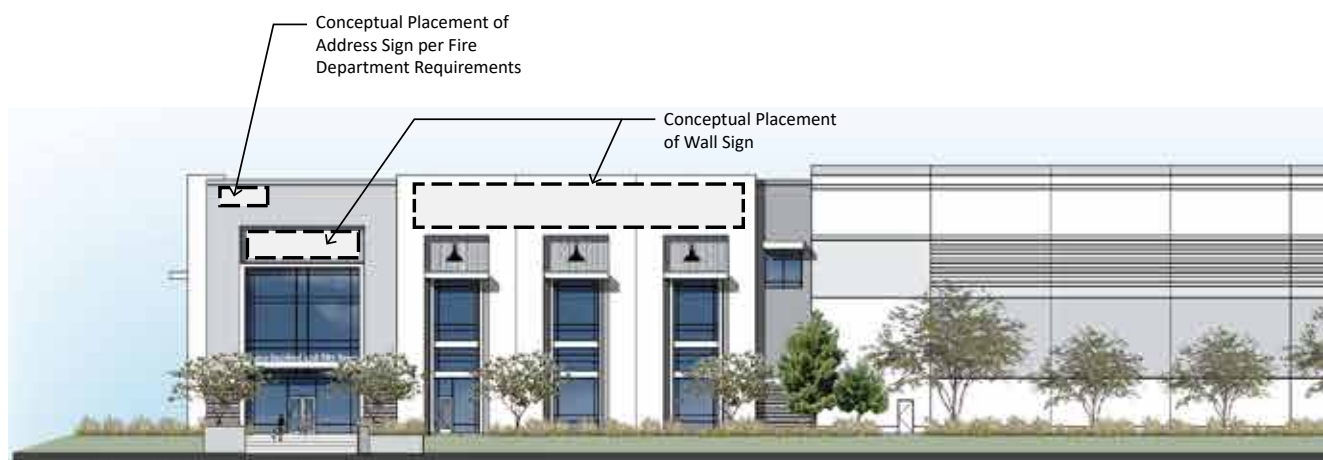 Conceptual Placement of
Address Sign per Fire
Department Requirements
Conceptual Placement
of Wall Sign